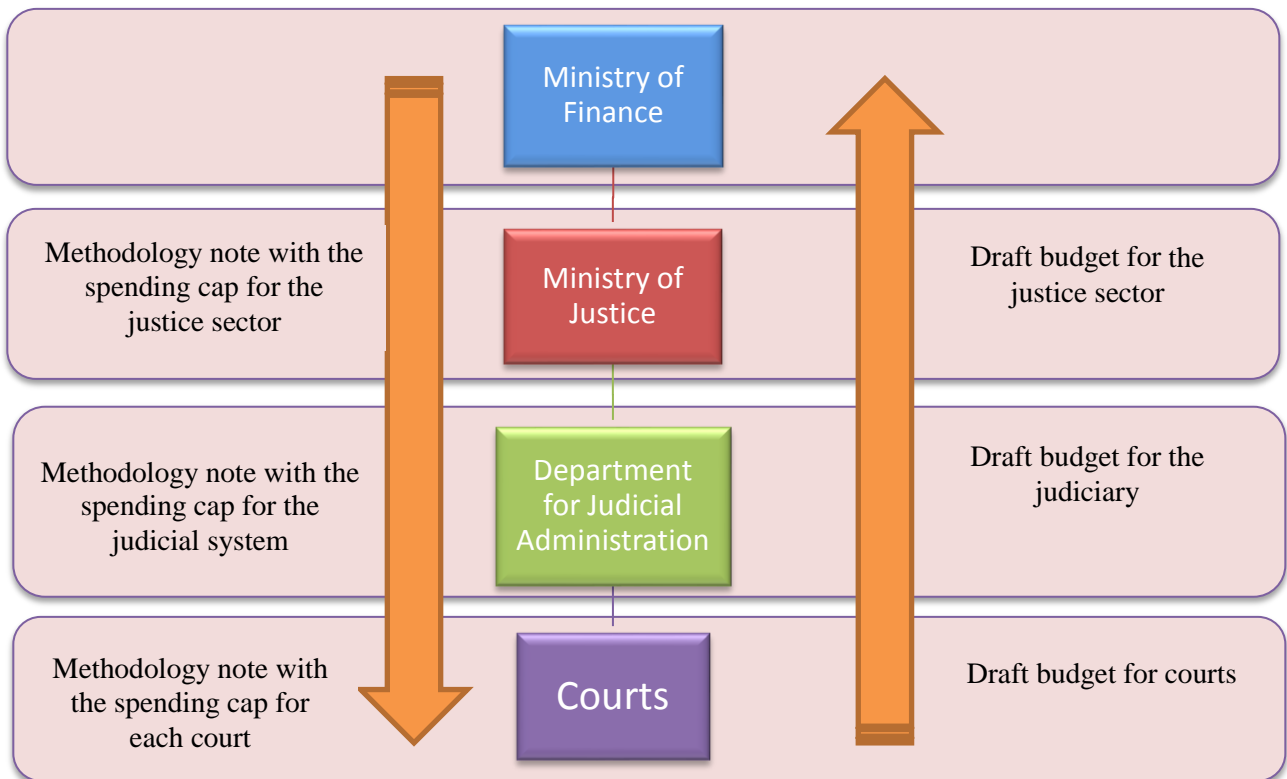 Ministry of
Finance
Methodology note with the
spending cap for the
justice sector
Ministry of
Justice
Draft budget for the
justice sector
Methodology note with the
spending cap for the
judicial system
Department
for Judicial
Administration
Draft budget for the
judiciary
Methodology note with
the spending cap for
each court
Courts
Draft budget for courts